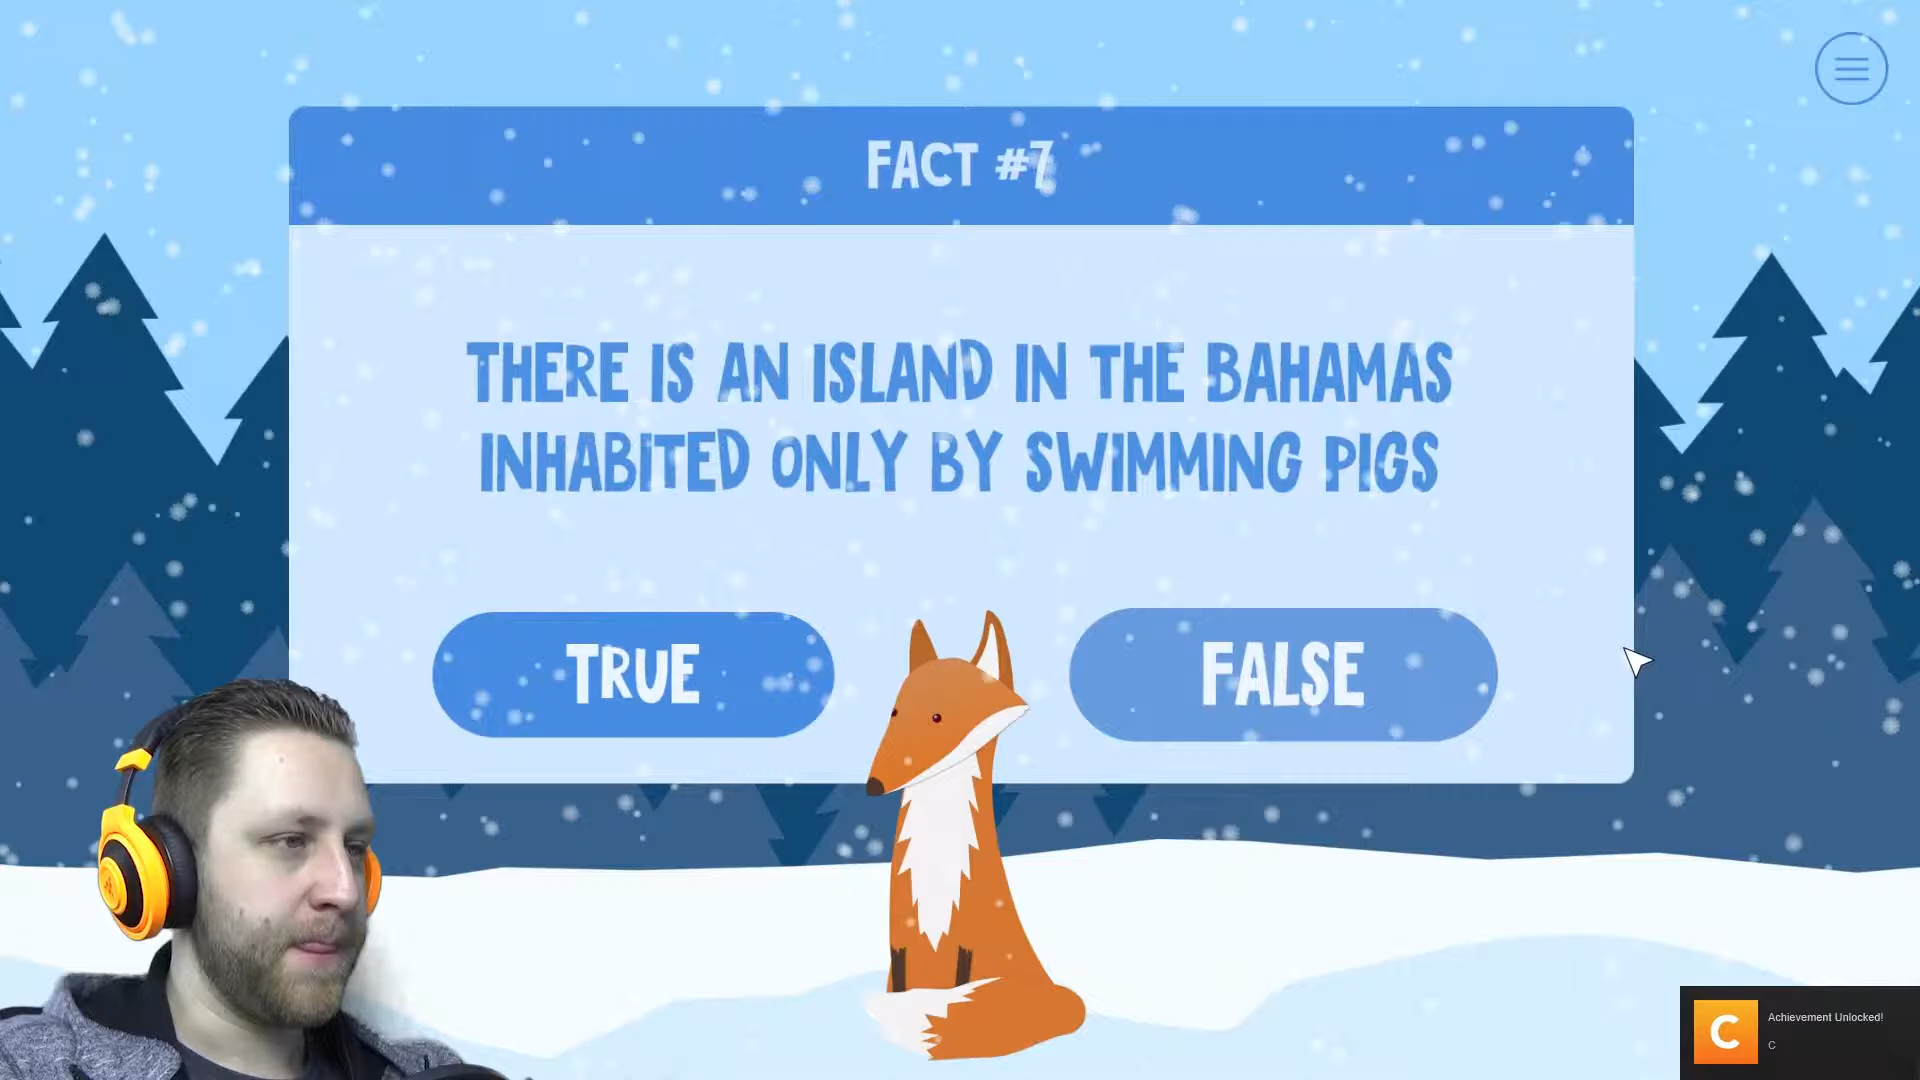 FACT #7
THERE IS AN ISLAND IN THE BAHAMAS
INHABITED ONLY BY SWIMMING PIGS
TRUE
FALSE
C
Achievement Unlocked!
C